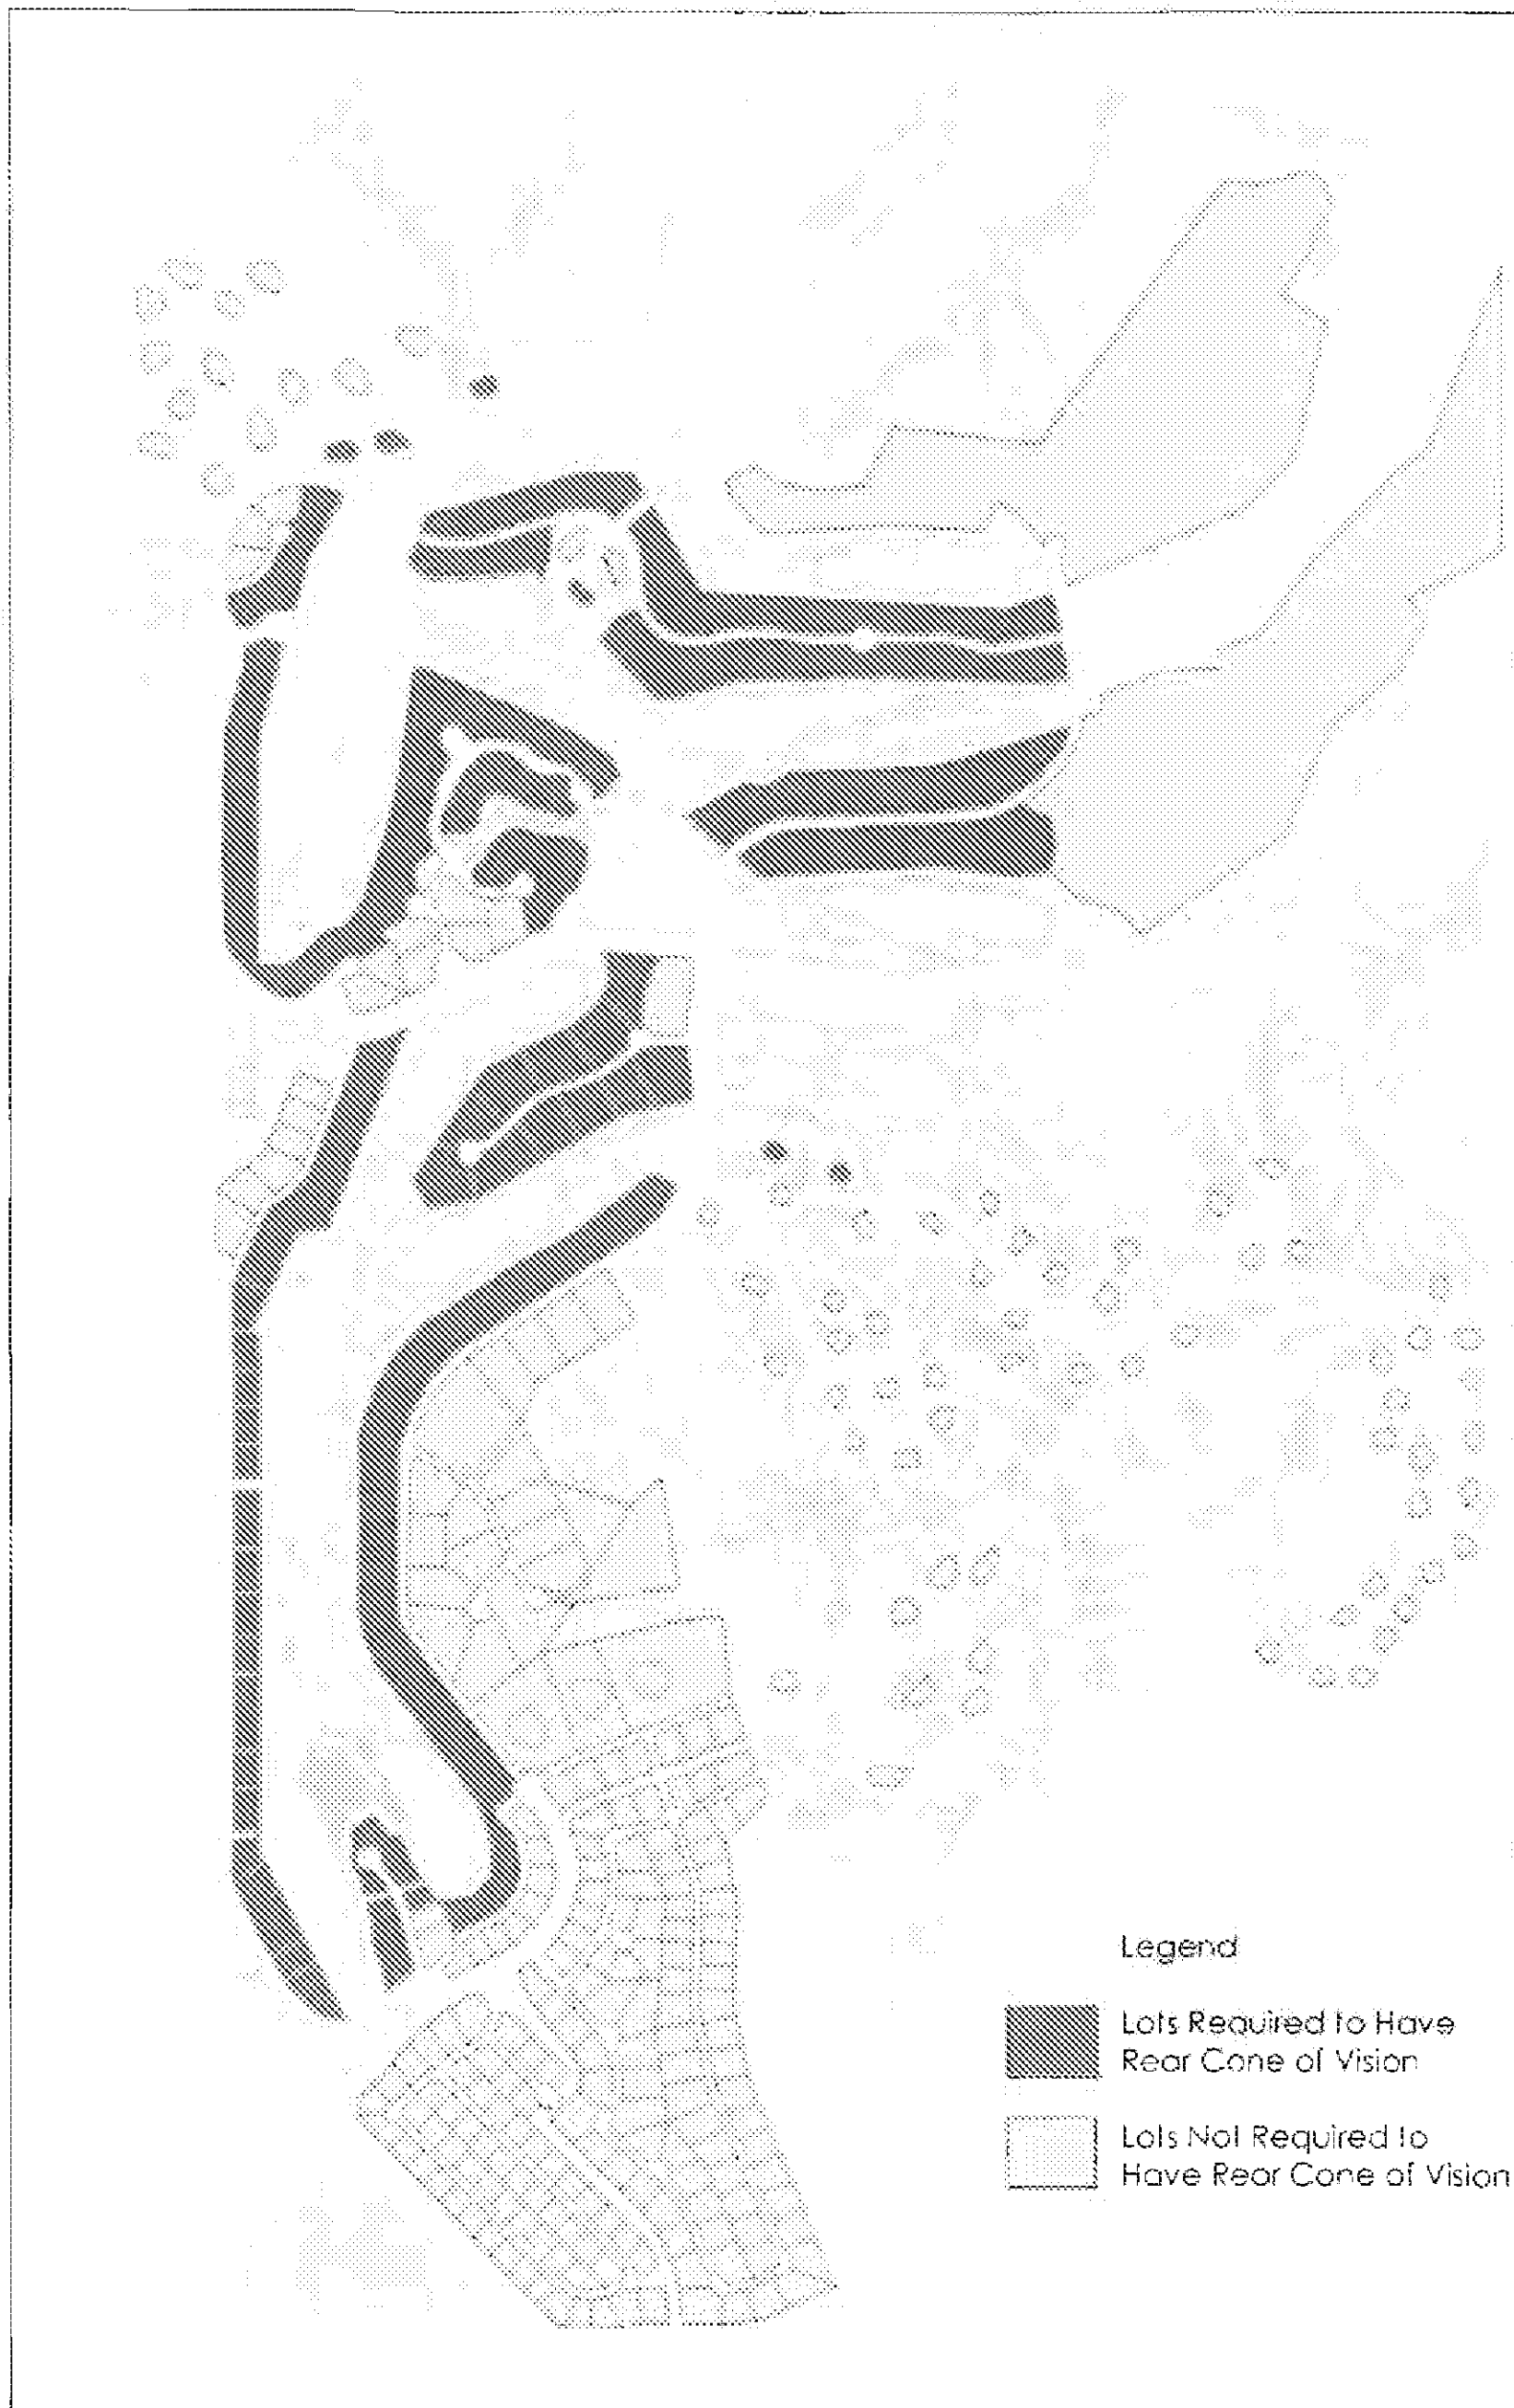 Legend
Lots Required to Have
Rear Cone of Vision
Lots Not Required to
Have Rear Cone of Vision